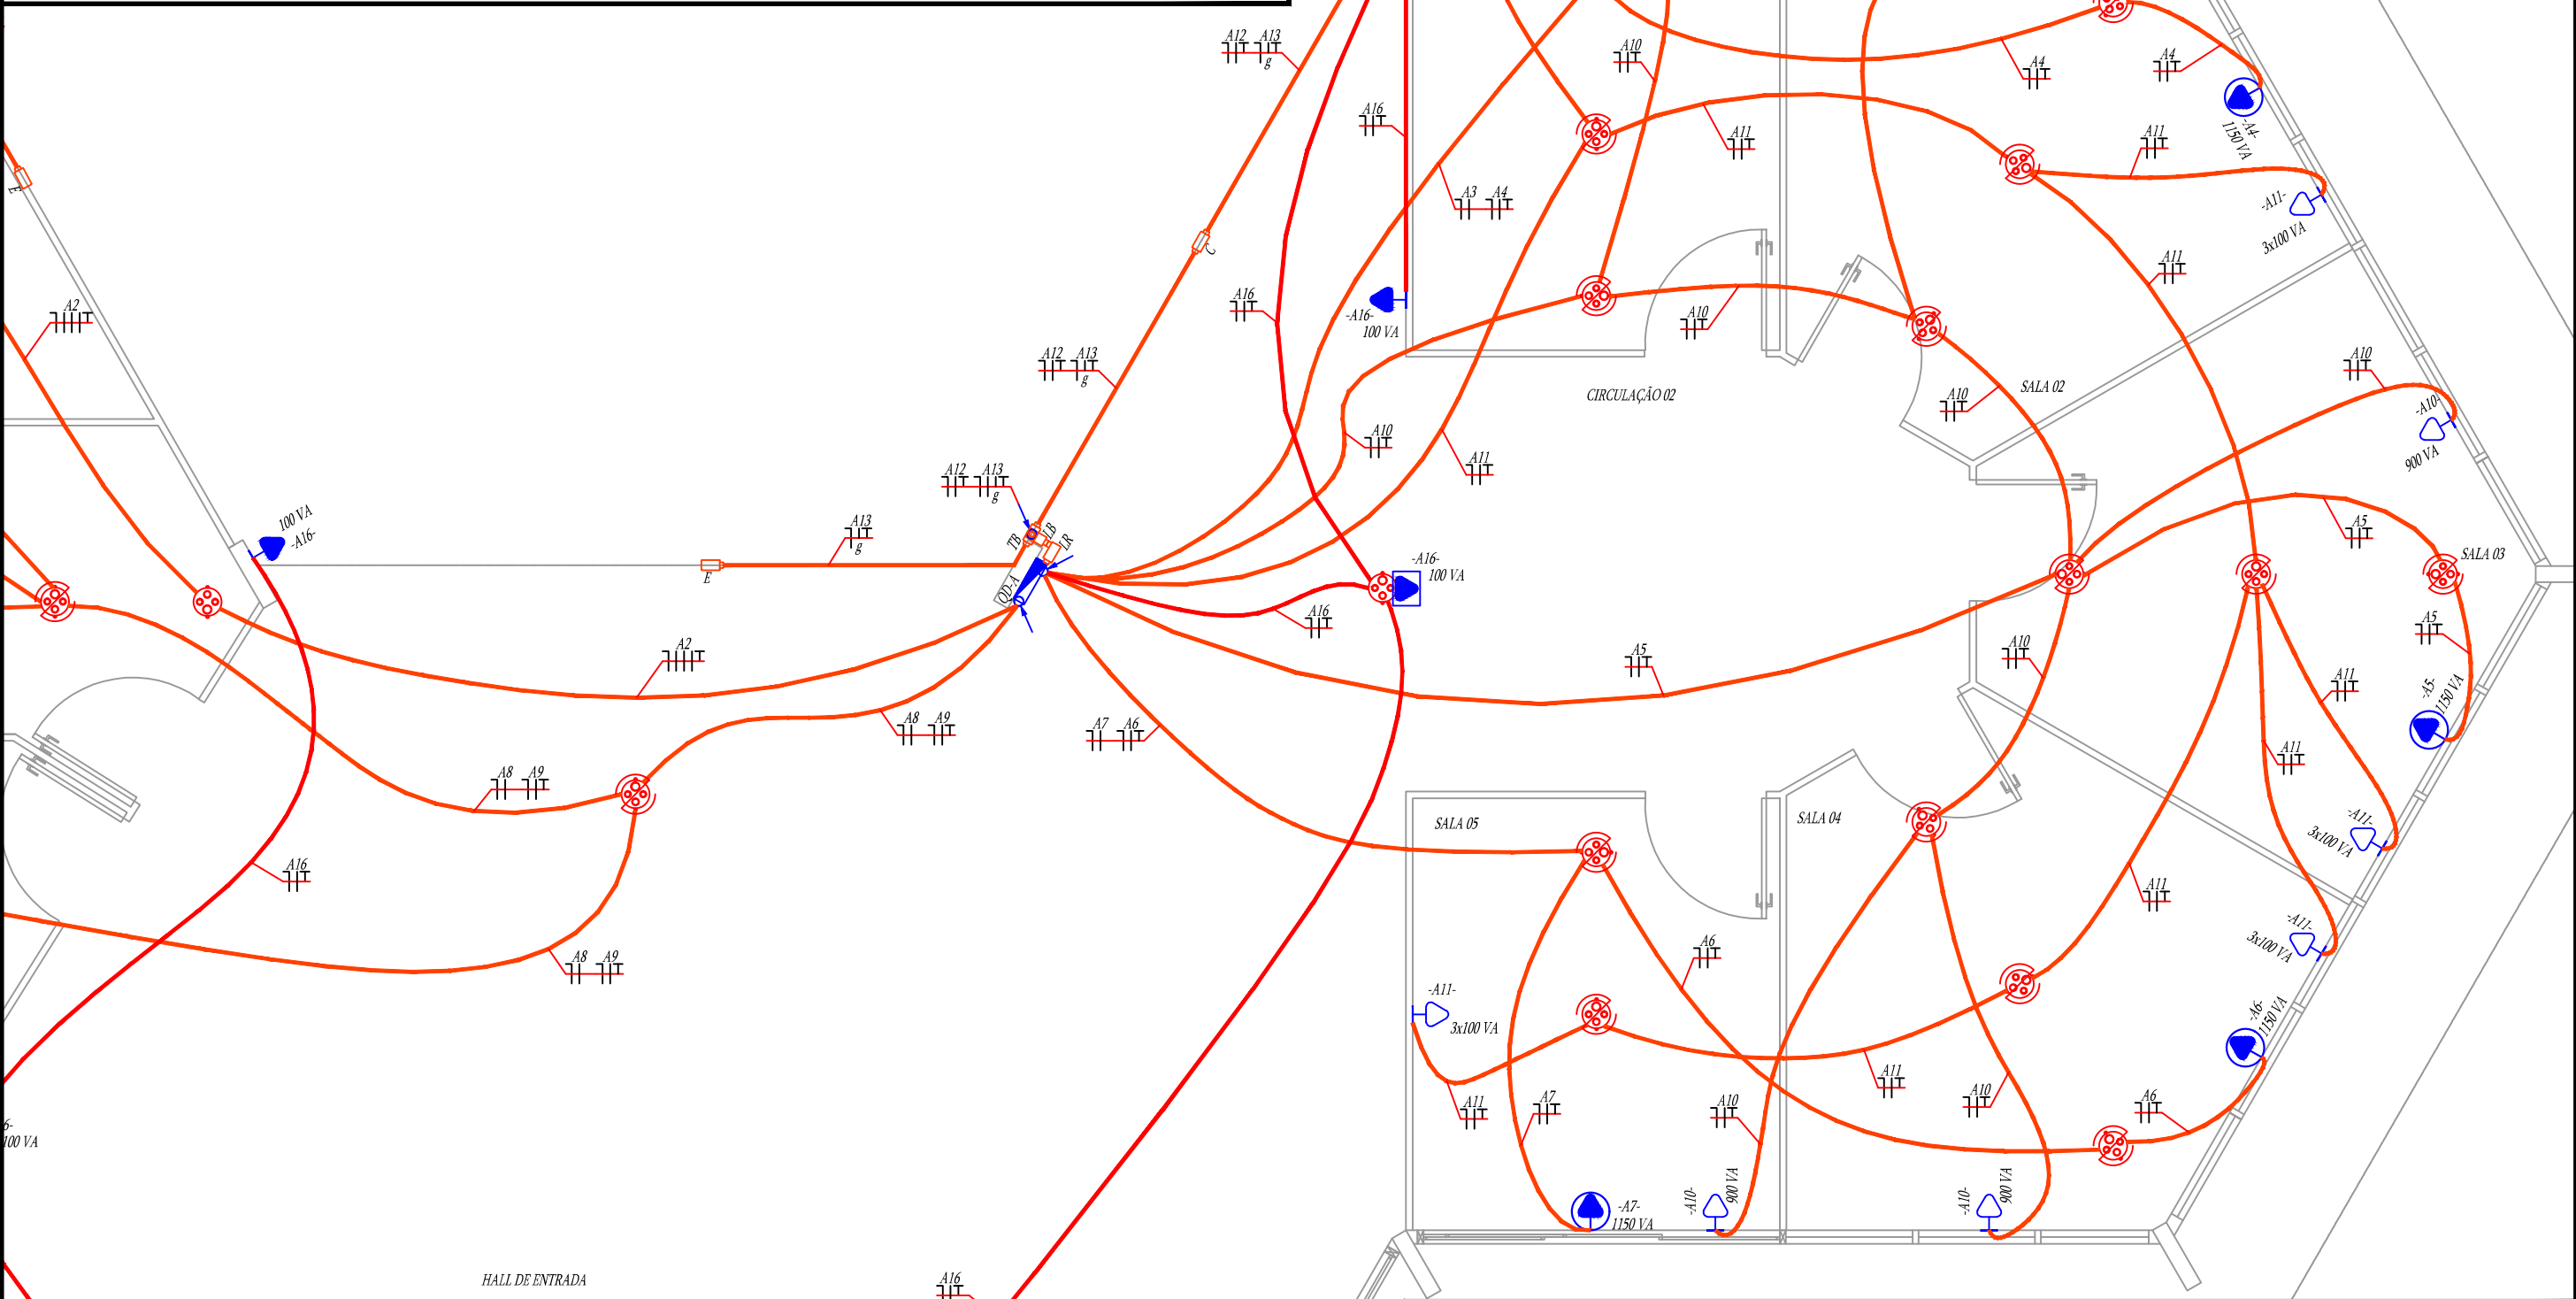 A12 A13
g
A10
A4
A4
-A4-
1150 VA
A16
A11
A11
A3 A4
-A11-
3x100 VA
A11
A16
-A16-
100 VA
A10
A2
A12 A13
g
CIRCULAÇÃO 02
SALA 02
A10
A10
-A10-
900 VA
A10
A11
A12 A13
g
C
E
100 VA
-A16-
A13
g
E
TB
LB
LR
QD-A
-A16-
100 VA
A5
SALA 03
A16
A2
A5
A10
A5
-A5-
1150 VA
A11
A8 A9
A7 A6
A11
A8 A9
SALA 05
SALA 04
-A11-
3x100 VA
A16
A11
-A11-
3x100 VA
A6
A8 A9
-A11-
3x100 VA
-A6-
1150 VA
A11
A11
A7
A10
A10
A6
6-
100 VA
-A7-
1150 VA
-A10-
900 VA
-A10-
900 VA
HALL DE ENTRADA
A16